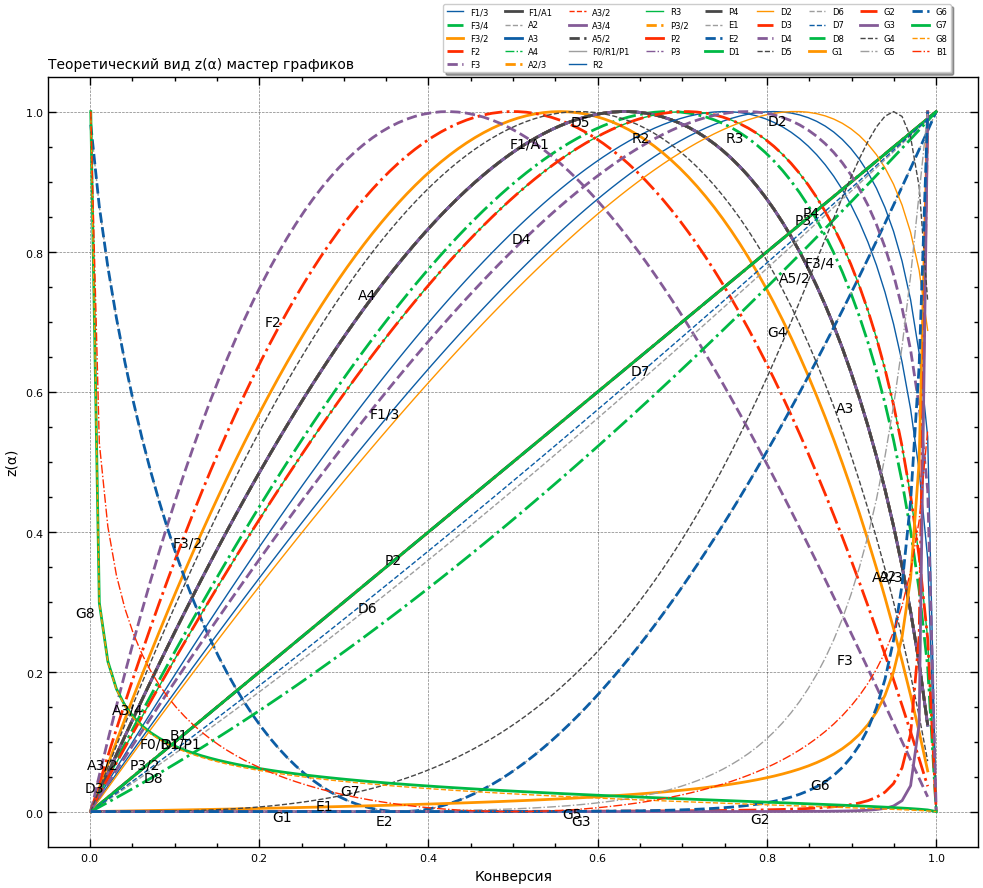 F1/3 F1/A1 A3/2 R3 P4 D2 D6 G2 G6
F3/4 A2 A3/4 P3/2 E1 D3 D7 G3 G7
F3/2 A3 A5/2 P2 E2 D4 D8 G4 G8
F2 A4 F0/R1/P1 P3 D1 D5 G1 G5 B1
F3 A2/3 R2
Теоретический вид z(α) мастер графиков
1.0
D5 D2
F1/A1 R2 R3
P4
P3
D4
0.8
F3/4
A5/2
A4
F2 G4
D7
0.6
F1/3 A3
0.4
F3/2
P2
A2/3
D6
G8
F3
0.2
A3/4
B1
F0/R1/P1
A3/2 P3/2
D8
D3
G7 G6
E1
0.0
G1 E2 G5 G3 G2
z(α)
0.0 0.2 0.4 0.6 0.8 1.0
Конверсия